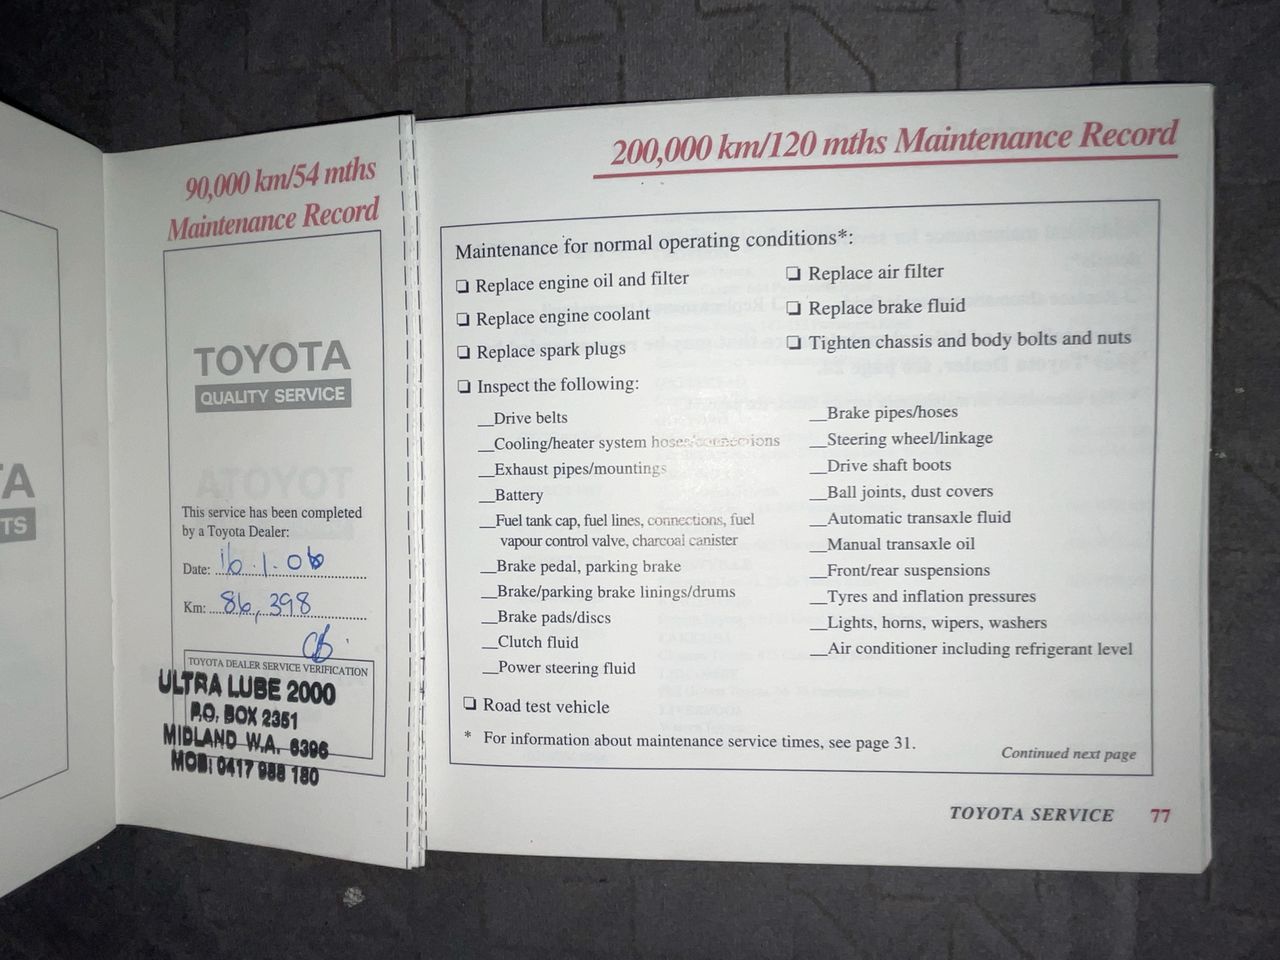 A
TS
90,000 km/54 mths
Maintenance Record
TOYOTA
QUALITY SERVICE
This service has been completed
by a Toyota Dealer:
Date: 16.1.06
Km: 86,398
TOYOTA DEALER SERVICE VERIFICATION
ULTRA LUBE 2000
P.O. BOX 2351
MIDLAND W.A. 6396
MOB: 0417 988 180
200,000 km/120 mths Maintenance Record
Maintenance for normal operating conditions*:
❏ Replace engine oil and filter
❏ Replace engine coolant
❏ Replace spark plugs
❏ Replace air filter
❏ Replace brake fluid
❏ Tighten chassis and body bolts and nuts
❏ Inspect the following:
__Drive belts
__Cooling/heater system hoses/connections
__Exhaust pipes/mountings
__Battery
__Fuel tank cap, fuel lines, connections, fuel
vapour control valve, charcoal canister
__Brake pedal, parking brake
__Brake/parking brake linings/drums
__Brake pads/discs
__Clutch fluid
__Power steering fluid
__Brake pipes/hoses
__Steering wheel/linkage
__Drive shaft boots
__Ball joints, dust covers
__Automatic transaxle fluid
__Manual transaxle oil
__Front/rear suspensions
__Tyres and inflation pressures
__Lights, horns, wipers, washers
__Air conditioner including refrigerant level
❏ Road test vehicle
* For information about maintenance service times, see page 31.
Continued next page
TOYOTA SERVICE 77